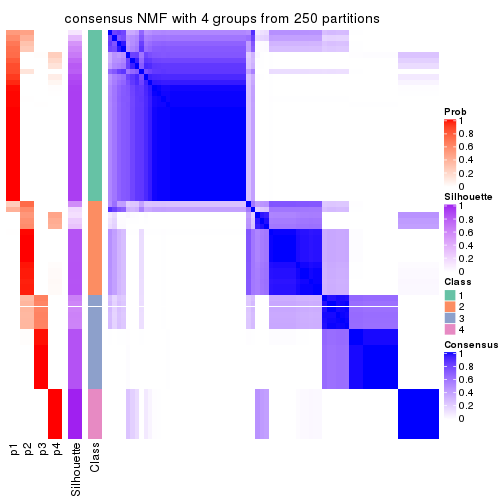 consensus NMF with 4 groups from 250 partitions
Prob
1
0.8
0.6
0.4
0.2
0
Silhouette
1
0.8
0.6
0.4
0.2
0
Class
1
2
3
4
Consensus
1
0.8
0.6
0.4
0.2
0
p1
p2
p3
p4
Silhouette
Class